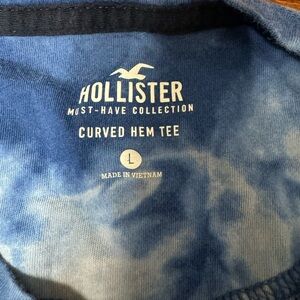 HOLLISTER
MUST-HAVE COLLECTION
CURVED HEM TEE
L
MADE IN VIETNAM